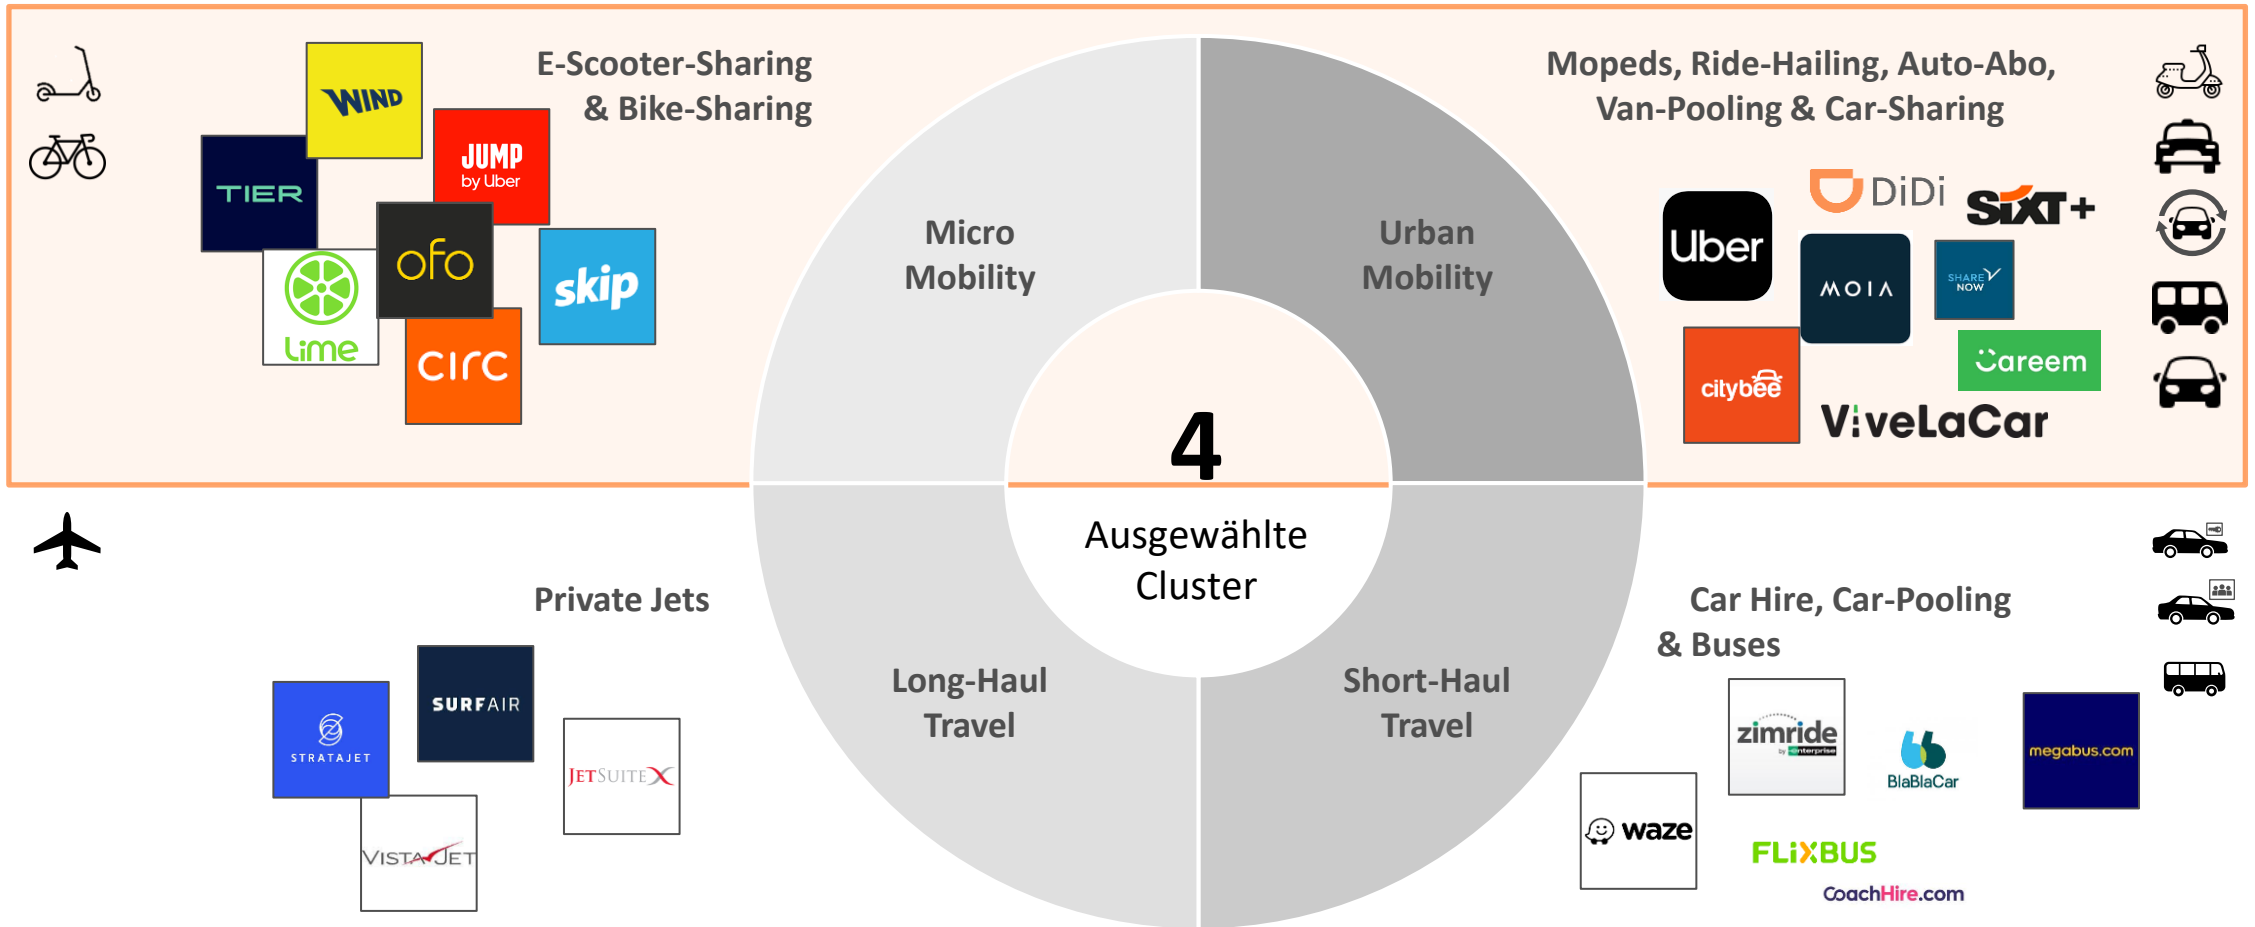 E-Scooter-Sharing
& Bike-Sharing
WIND
JUMP
by Uber
TIER
ofo
skip
Lime
circ
Micro
Mobility
Mopeds, Ride-Hailing, Auto-Abo,
Van-Pooling & Car-Sharing
Urban
Mobility
DiDi
SIXT+
Uber
MOIA
SHARE
NOW
citybee
Careem
ViveLaCar
4
Ausgewählte
Cluster
Private Jets
STRATAJET
SURFAIR
JETSUITEX
VISTAJET
Long-Haul
Travel
Short-Haul
Travel
Car Hire, Car-Pooling
& Buses
zimride
by enterprise
BlaBlaCar
megabus.com
waze
FLiXBUS
CoachHire.com